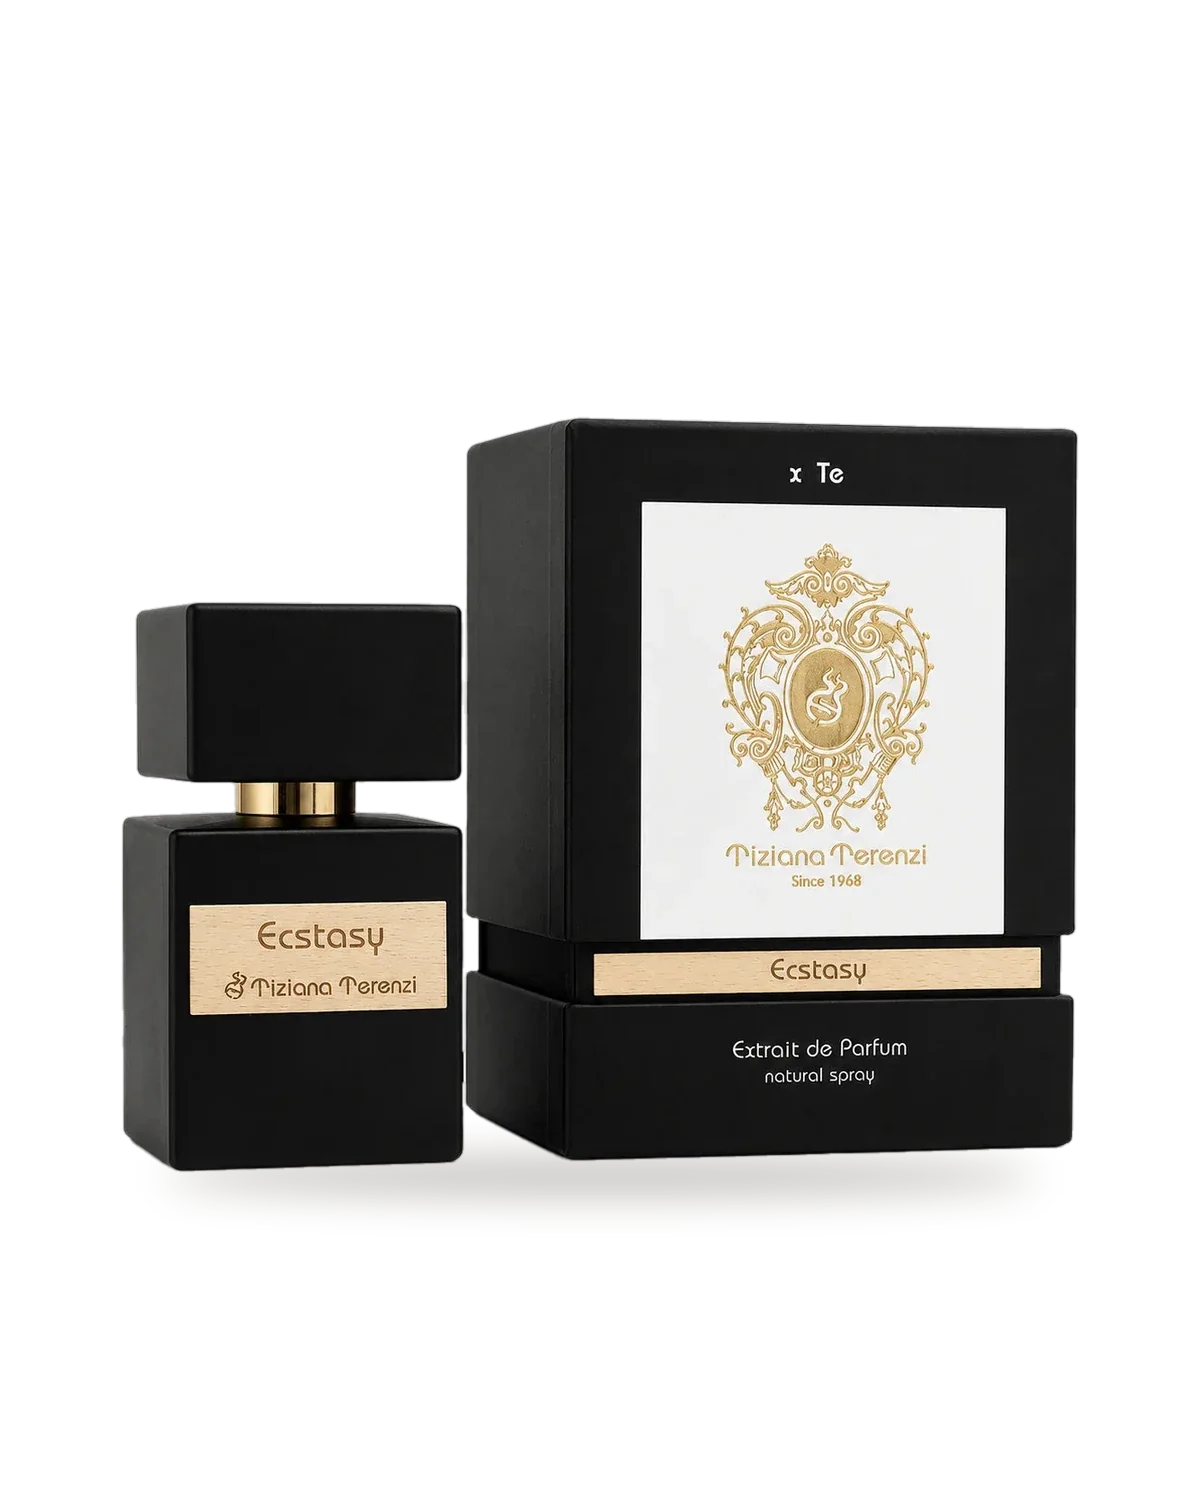 x Te
Tiziana Terenzi
Since 1968
Ecstasy
Extrait de Parfum
natural spray
Ecstasy
Tiziana Terenzi